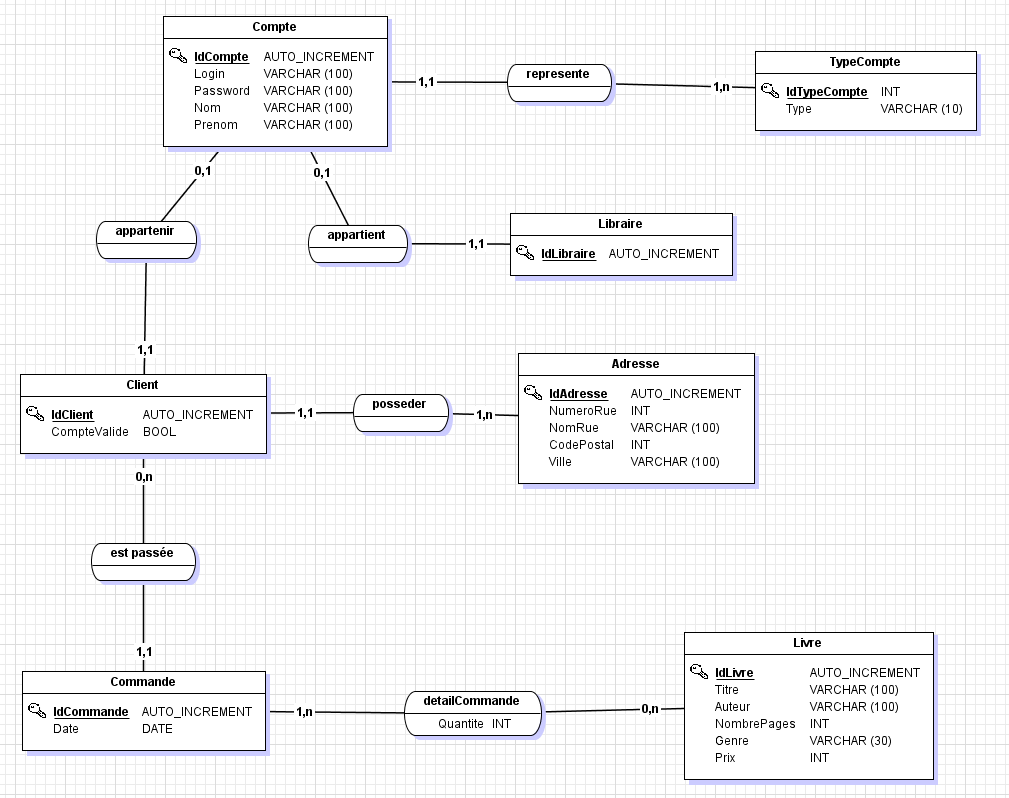 Compte
IdCompte AUTO_INCREMENT
Login VARCHAR (100)
Password VARCHAR (100)
Nom VARCHAR (100)
Prenom VARCHAR (100)
1,1
represente
1,n
TypeCompte
IdTypeCompte INT
Type VARCHAR (10)
0,1
0,1
appartenir
appartient
1,1
Libraire
IdLibraire AUTO_INCREMENT
1,1
Client
IdClient AUTO_INCREMENT
CompteValide BOOL
1,1
posseder
1,n
Adresse
IdAdresse AUTO_INCREMENT
NumeroRue INT
NomRue VARCHAR (100)
CodePostal INT
Ville VARCHAR (100)
0,n
est passée
1,1
Commande
IdCommande AUTO_INCREMENT
Date DATE
1,n
detailCommande
Quantite INT
0,n
Livre
IdLivre AUTO_INCREMENT
Titre VARCHAR (100)
Auteur VARCHAR (100)
NombrePages INT
Genre VARCHAR (30)
Prix INT